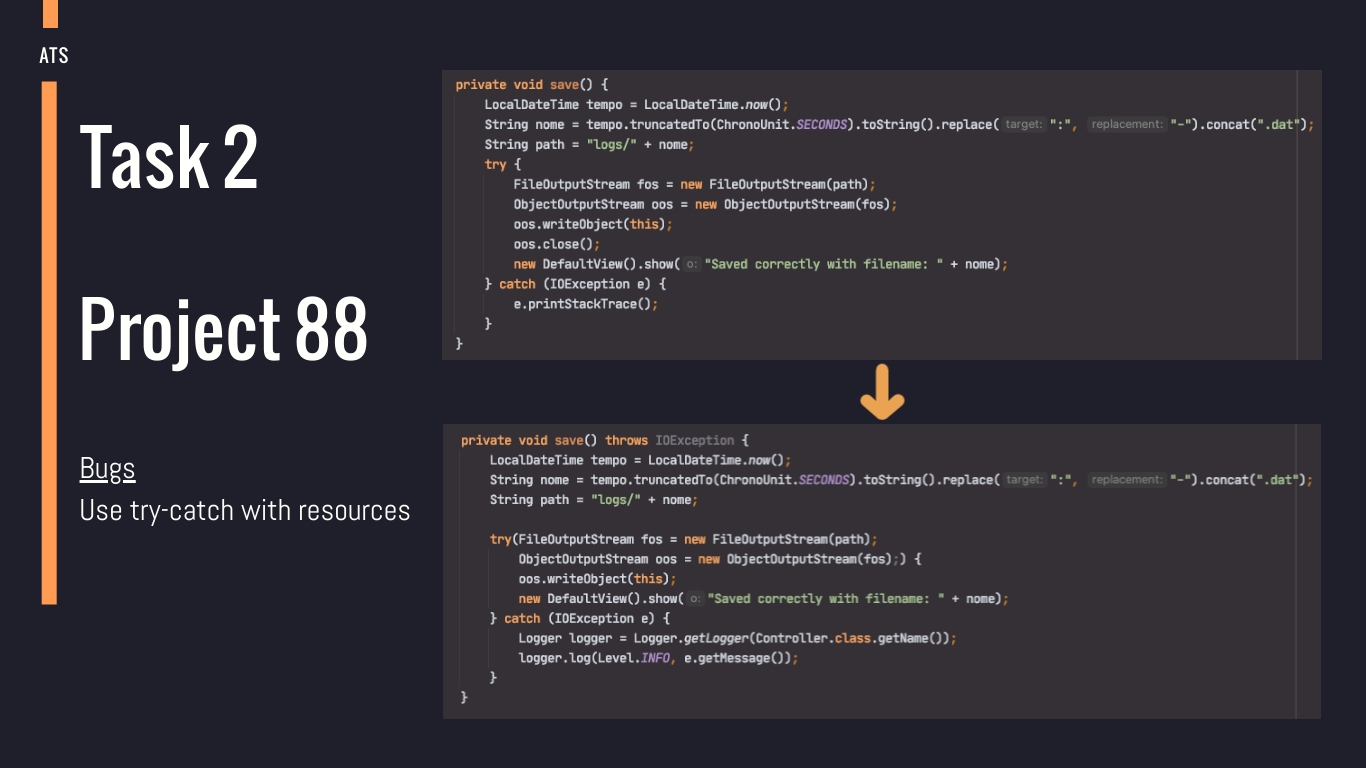 ATS
Task 2
Project 88
Bugs
Use try-catch with resources
private void save() {
LocalDateTime tempo = LocalDateTime.now();
String nome = tempo.truncatedTo(ChronoUnit.SECONDS).toString().replace( target: ":", replacement: "-").concat(".dat");
String path = "logs/" + nome;
try {
FileOutputStream fos = new FileOutputStream(path);
ObjectOutputStream oos = new ObjectOutputStream(fos);
oos.writeObject(this);
oos.close();
new DefaultView().show( o: "Saved correctly with filename: " + nome);
} catch (IOException e) {
e.printStackTrace();
}
}
private void save() throws IOException {
LocalDateTime tempo = LocalDateTime.now();
String nome = tempo.truncatedTo(ChronoUnit.SECONDS).toString().replace( target: ":", replacement: "-").concat(".dat");
String path = "logs/" + nome;
try(FileOutputStream fos = new FileOutputStream(path);
ObjectOutputStream oos = new ObjectOutputStream(fos);) {
oos.writeObject(this);
new DefaultView().show( o: "Saved correctly with filename: " + nome);
} catch (IOException e) {
Logger logger = Logger.getLogger(Controller.class.getName());
logger.log(Level.INFO, e.getMessage());
}
}